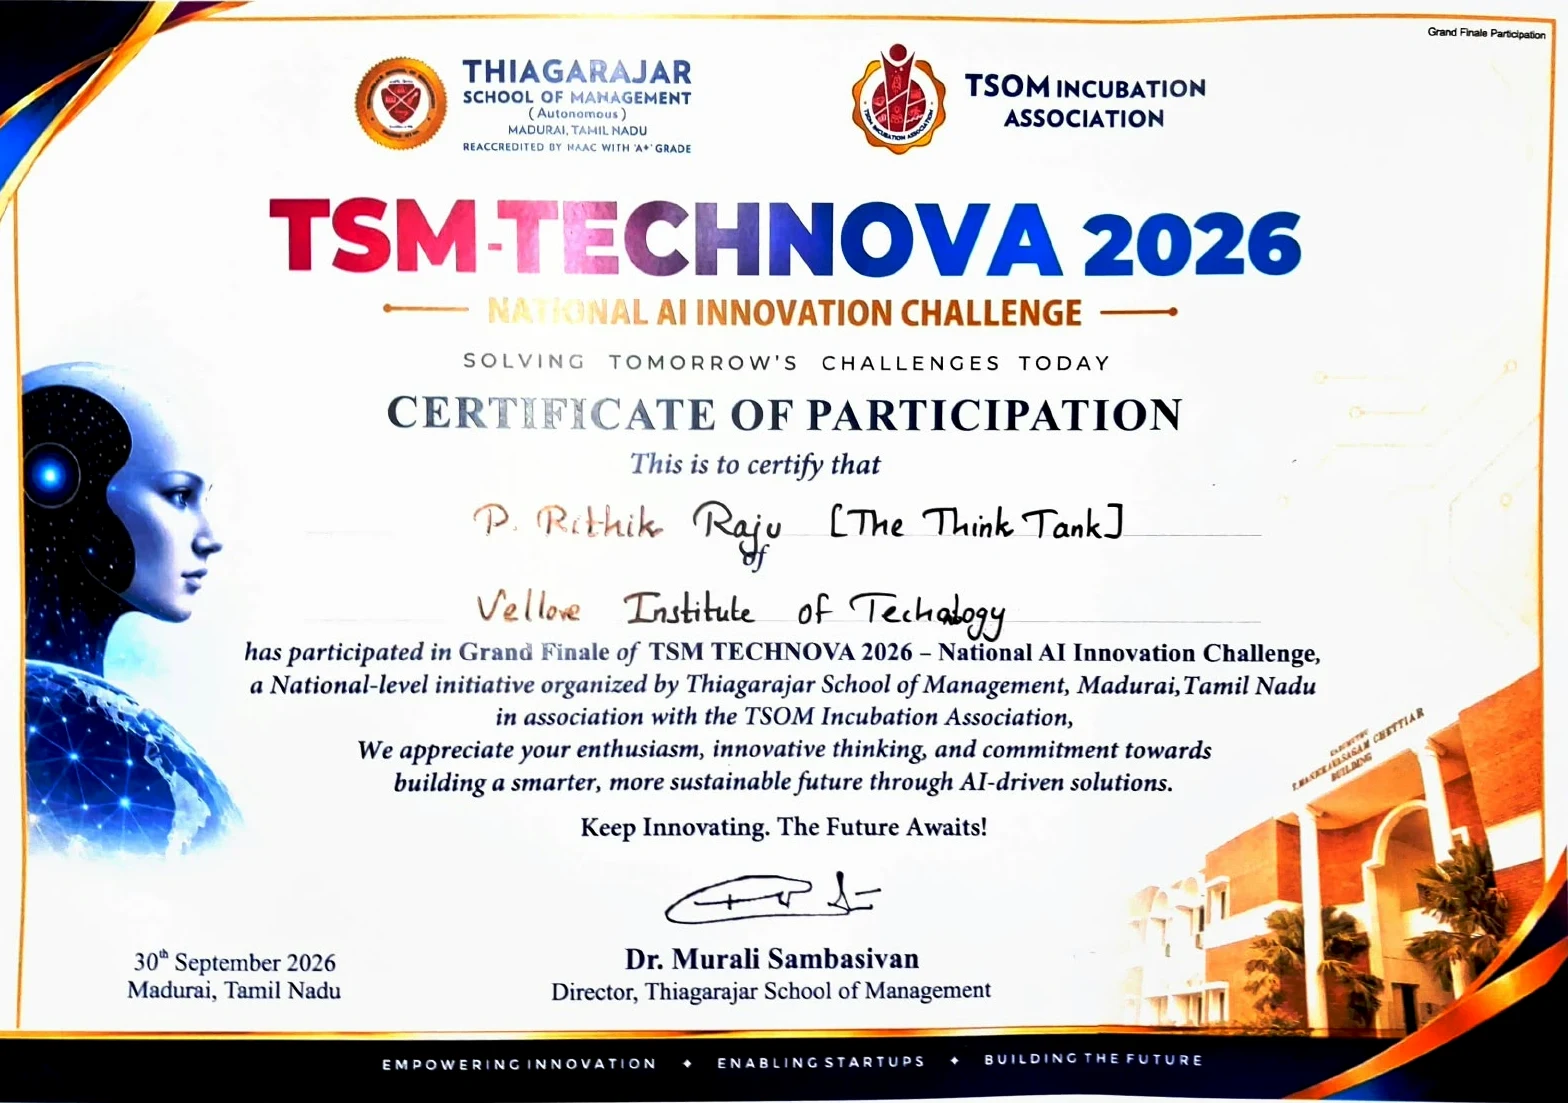 Grand Finale Participation
THIAGARAJAR
SCHOOL OF MANAGEMENT
(Autonomous)
MADURAI, TAMIL NADU
REACCREDITED BY NAAC WITH 'A+' GRADE
TSOM INCUBATION
ASSOCIATION
TSM-TECHNOVA 2026
NATIONAL AI INNOVATION CHALLENGE
SOLVING TOMORROW'S CHALLENGES TODAY
CERTIFICATE OF PARTICIPATION
This is to certify that
P. Rithik Raju [The Think Tank]
of
Vellore Institute of Technology
has participated in Grand Finale of TSM TECHNOVA 2026 – National AI Innovation Challenge,
a National-level initiative organized by Thiagarajar School of Management, Madurai, Tamil Nadu
in association with the TSOM Incubation Association,
We appreciate your enthusiasm, innovative thinking, and commitment towards
building a smarter, more sustainable future through AI-driven solutions.
Keep Innovating. The Future Awaits!
30th September 2026
Madurai, Tamil Nadu
Dr. Murali Sambasivan
Director, Thiagarajar School of Management
CHETTIAR
BUILDING
EMPOWERING INNOVATION ✦ ENABLING STARTUPS ✦ BUILDING THE FUTURE